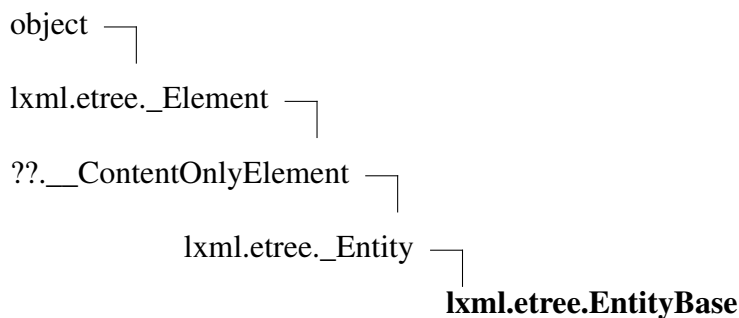 object
lxml.etree._Element
??.__ContentOnlyElement
lxml.etree._Entity
lxml.etree.EntityBase